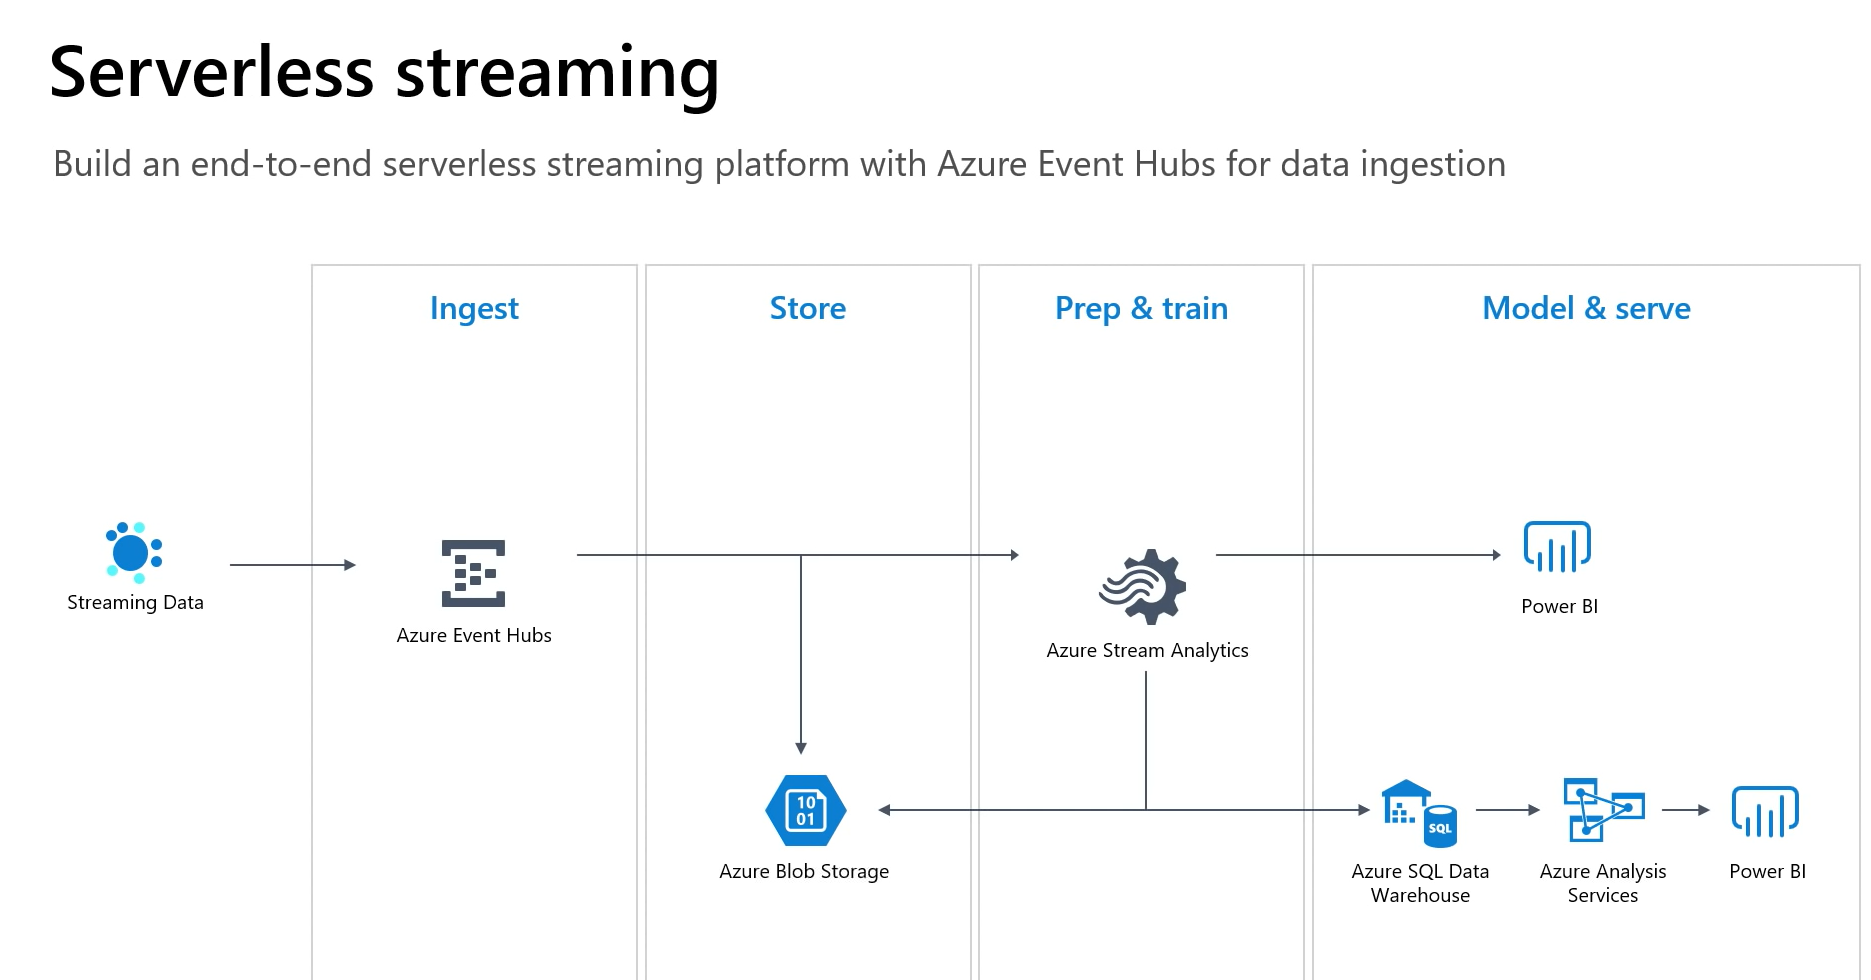 Serverless streaming
Build an end-to-end serverless streaming platform with Azure Event Hubs for data ingestion
Ingest
Store
Prep & train
Model & serve
Streaming Data
Azure Event Hubs
Azure Stream Analytics
Power BI
10
01
Azure Blob Storage
SQL
Azure SQL Data
Warehouse
Azure Analysis
Services
Power BI